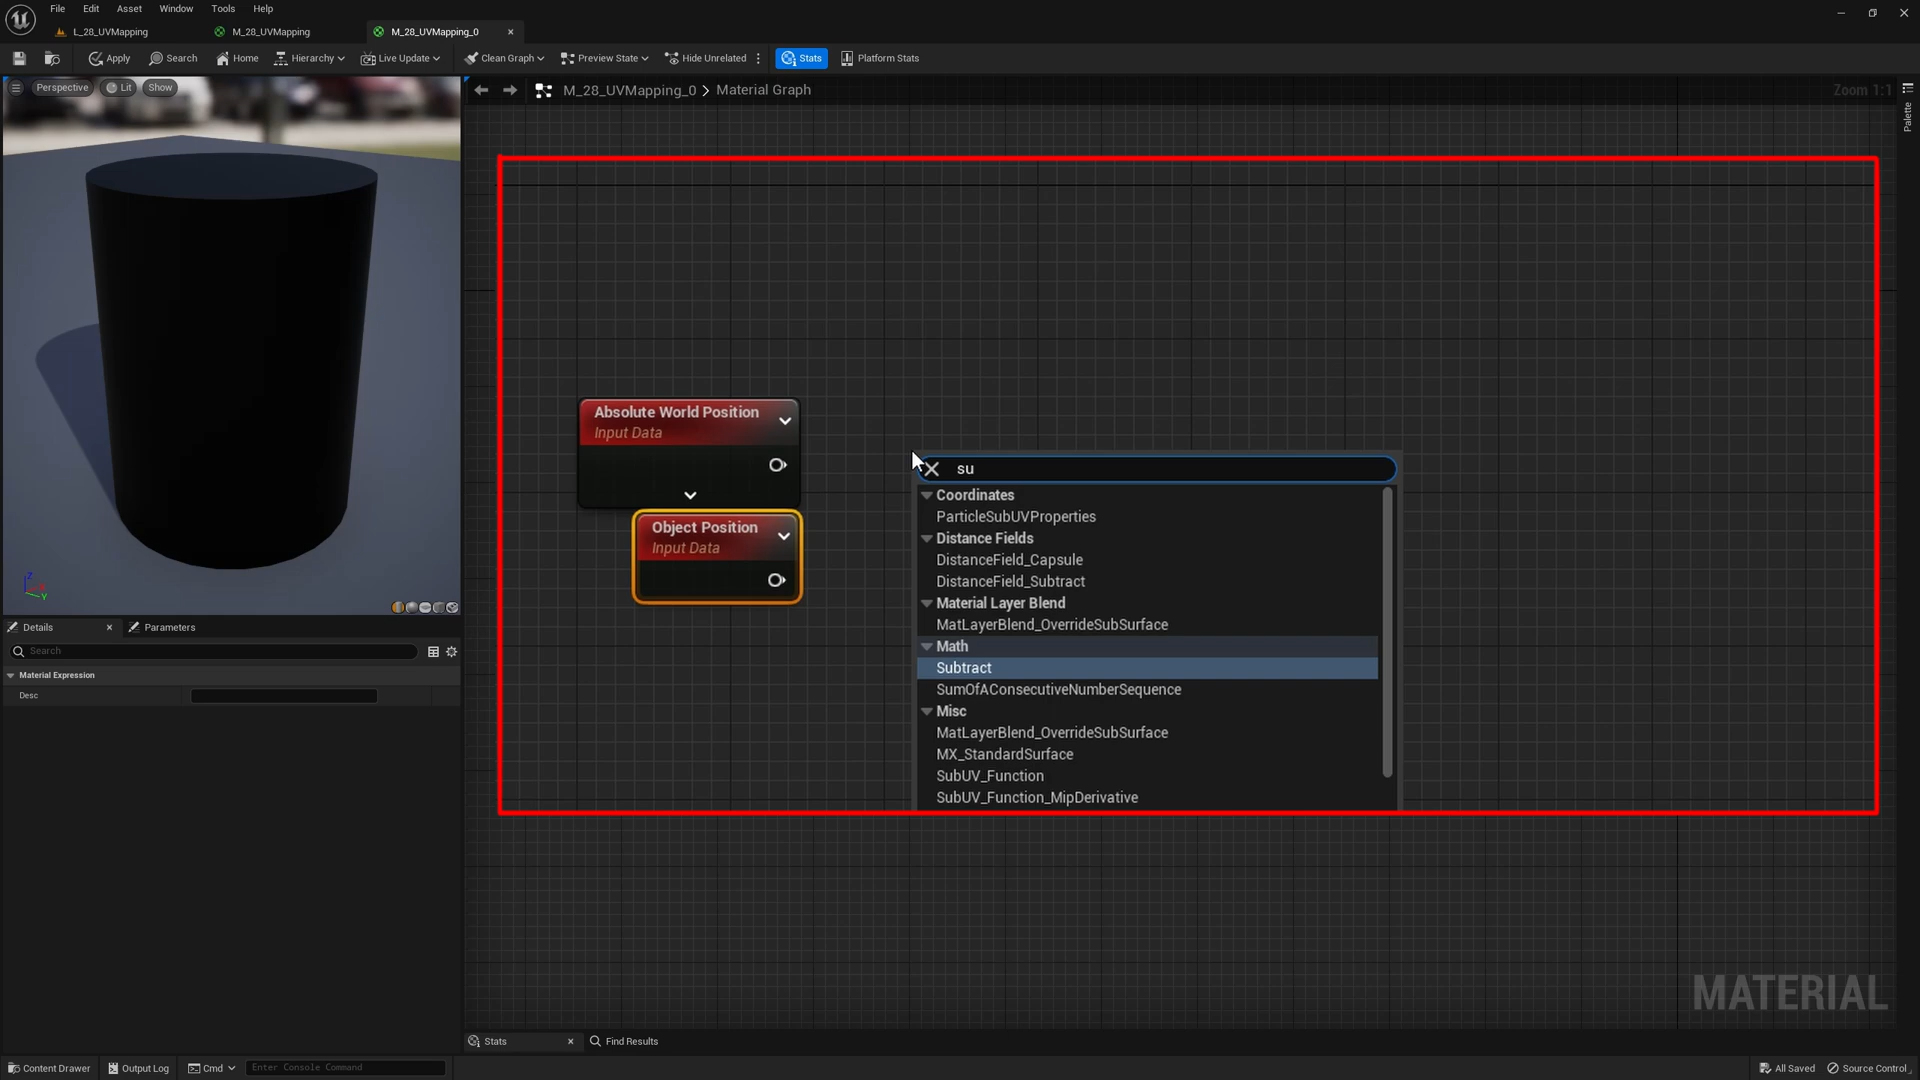 File Edit Asset Window Tools Help
L_28_UVMapping M_28_UVMapping M_28_UVMapping_0
Apply Search Home Hierarchy Live Update Clean Graph Preview State Hide Unrelated Stats Platform Stats
Perspective Lit Show
M_28_UVMapping_0 > Material Graph
Zoom 1:1
Palette
Absolute World Position
Input Data
Object Position
Input Data
su
Coordinates
ParticleSubUVProperties
Distance Fields
DistanceField_Capsule
DistanceField_Subtract
Material Layer Blend
MatLayerBlend_OverrideSubSurface
Math
Subtract
SumOfAConsecutiveNumberSequence
Misc
MatLayerBlend_OverrideSubSurface
MX_StandardSurface
SubUV_Function
SubUV_Function_MipDerivative
Z
X
Y
Details Parameters
Search
Material Expression
Desc
MATERIAL
Stats Find Results
Content Drawer Output Log Cmd Enter Console Command All Saved Source Control